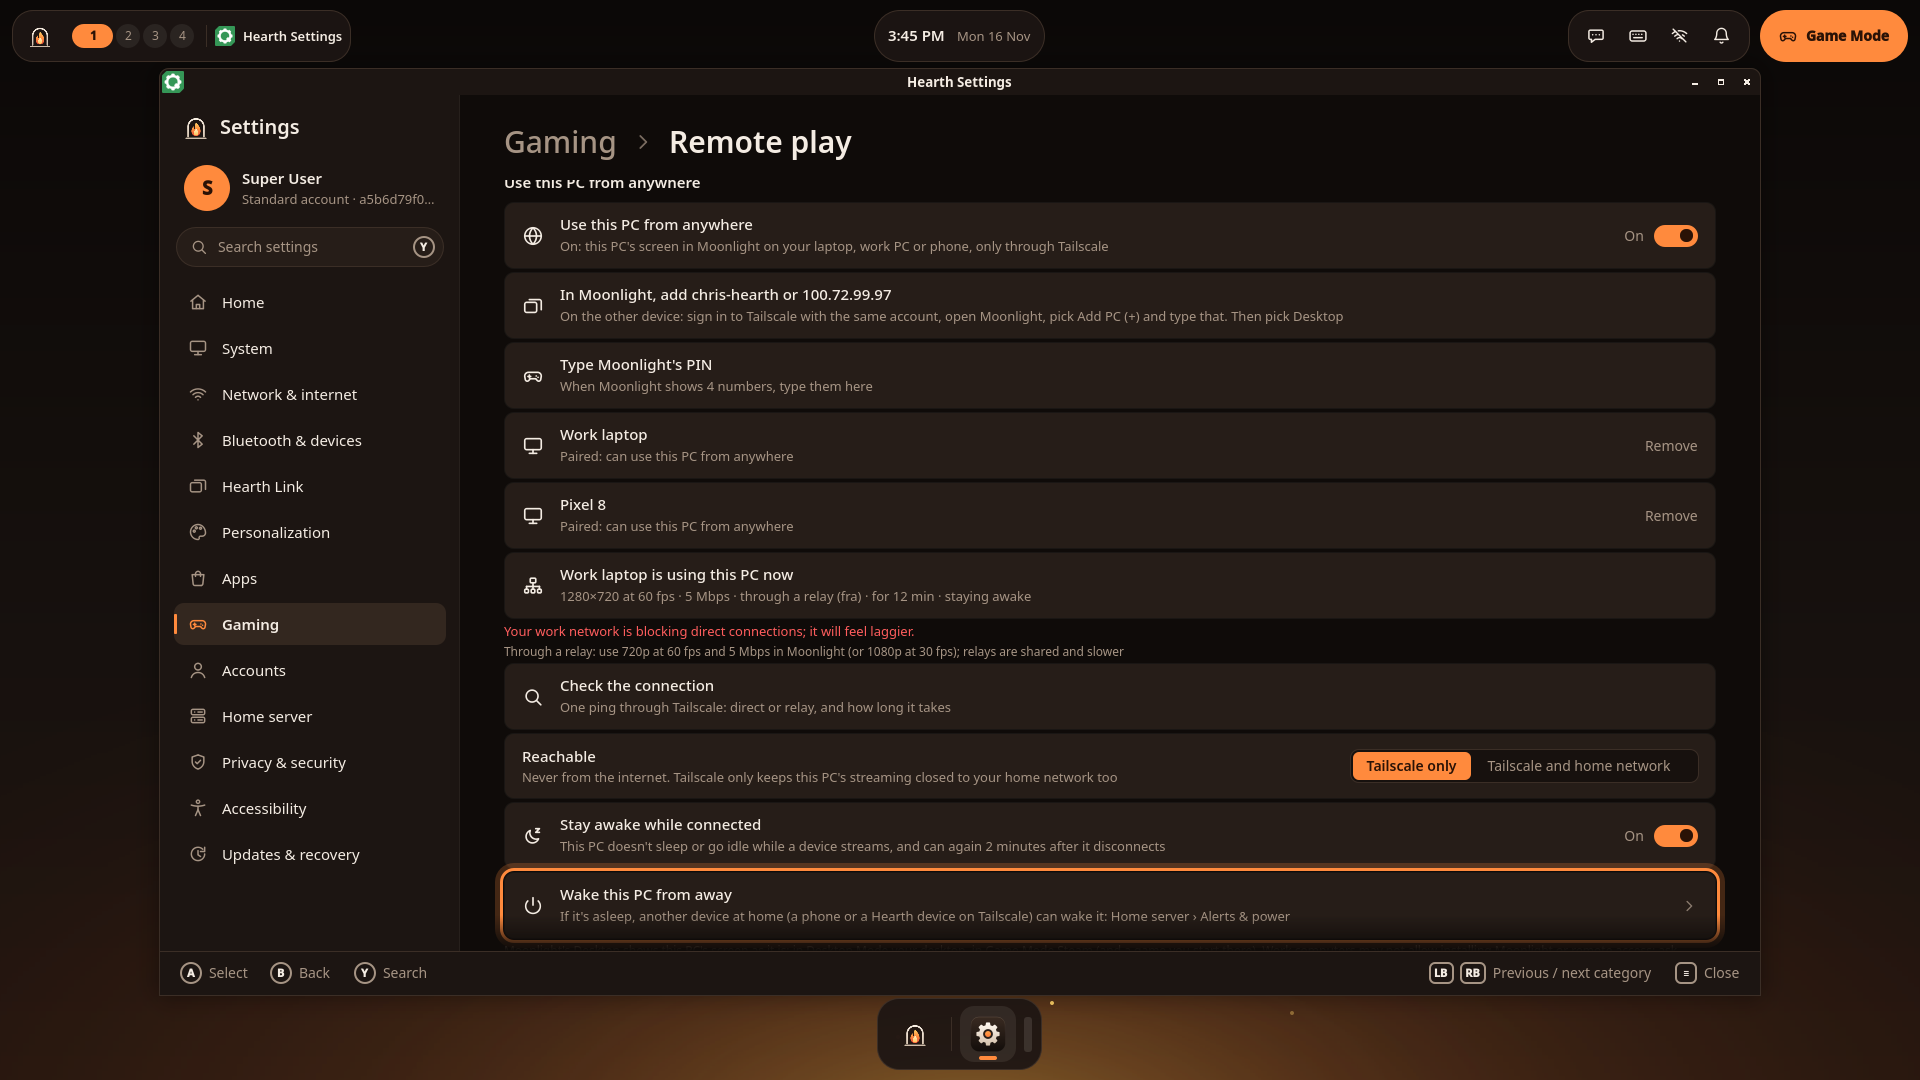 1 2 3 4 Hearth Settings
3:45 PM Mon 16 Nov
Game Mode
Hearth Settings
Settings
S
Super User
Standard account · a5b6d79f0...
Search settings Y
Home
System
Network & internet
Bluetooth & devices
Hearth Link
Personalization
Apps
Gaming
Accounts
Home server
Privacy & security
Accessibility
Updates & recovery
Gaming > Remote play
Use this PC from anywhere
Use this PC from anywhere
On: this PC's screen in Moonlight on your laptop, work PC or phone, only through Tailscale
On
In Moonlight, add chris-hearth or 100.72.99.97
On the other device: sign in to Tailscale with the same account, open Moonlight, pick Add PC (+) and type that. Then pick Desktop
Type Moonlight's PIN
When Moonlight shows 4 numbers, type them here
Work laptop
Paired: can use this PC from anywhere
Remove
Pixel 8
Paired: can use this PC from anywhere
Remove
Work laptop is using this PC now
1280×720 at 60 fps · 5 Mbps · through a relay (fra) · for 12 min · staying awake
Your work network is blocking direct connections; it will feel laggier.
Through a relay: use 720p at 60 fps and 5 Mbps in Moonlight (or 1080p at 30 fps); relays are shared and slower
Check the connection
One ping through Tailscale: direct or relay, and how long it takes
Reachable
Never from the internet. Tailscale only keeps this PC's streaming closed to your home network too
Tailscale only Tailscale and home network
Stay awake while connected
This PC doesn't sleep or go idle while a device streams, and can again 2 minutes after it disconnects
On
Wake this PC from away
If it's asleep, another device at home (a phone or a Hearth device on Tailscale) can wake it: Home server › Alerts & power
A Select B Back Y Search
LB RB Previous / next category ≡ Close